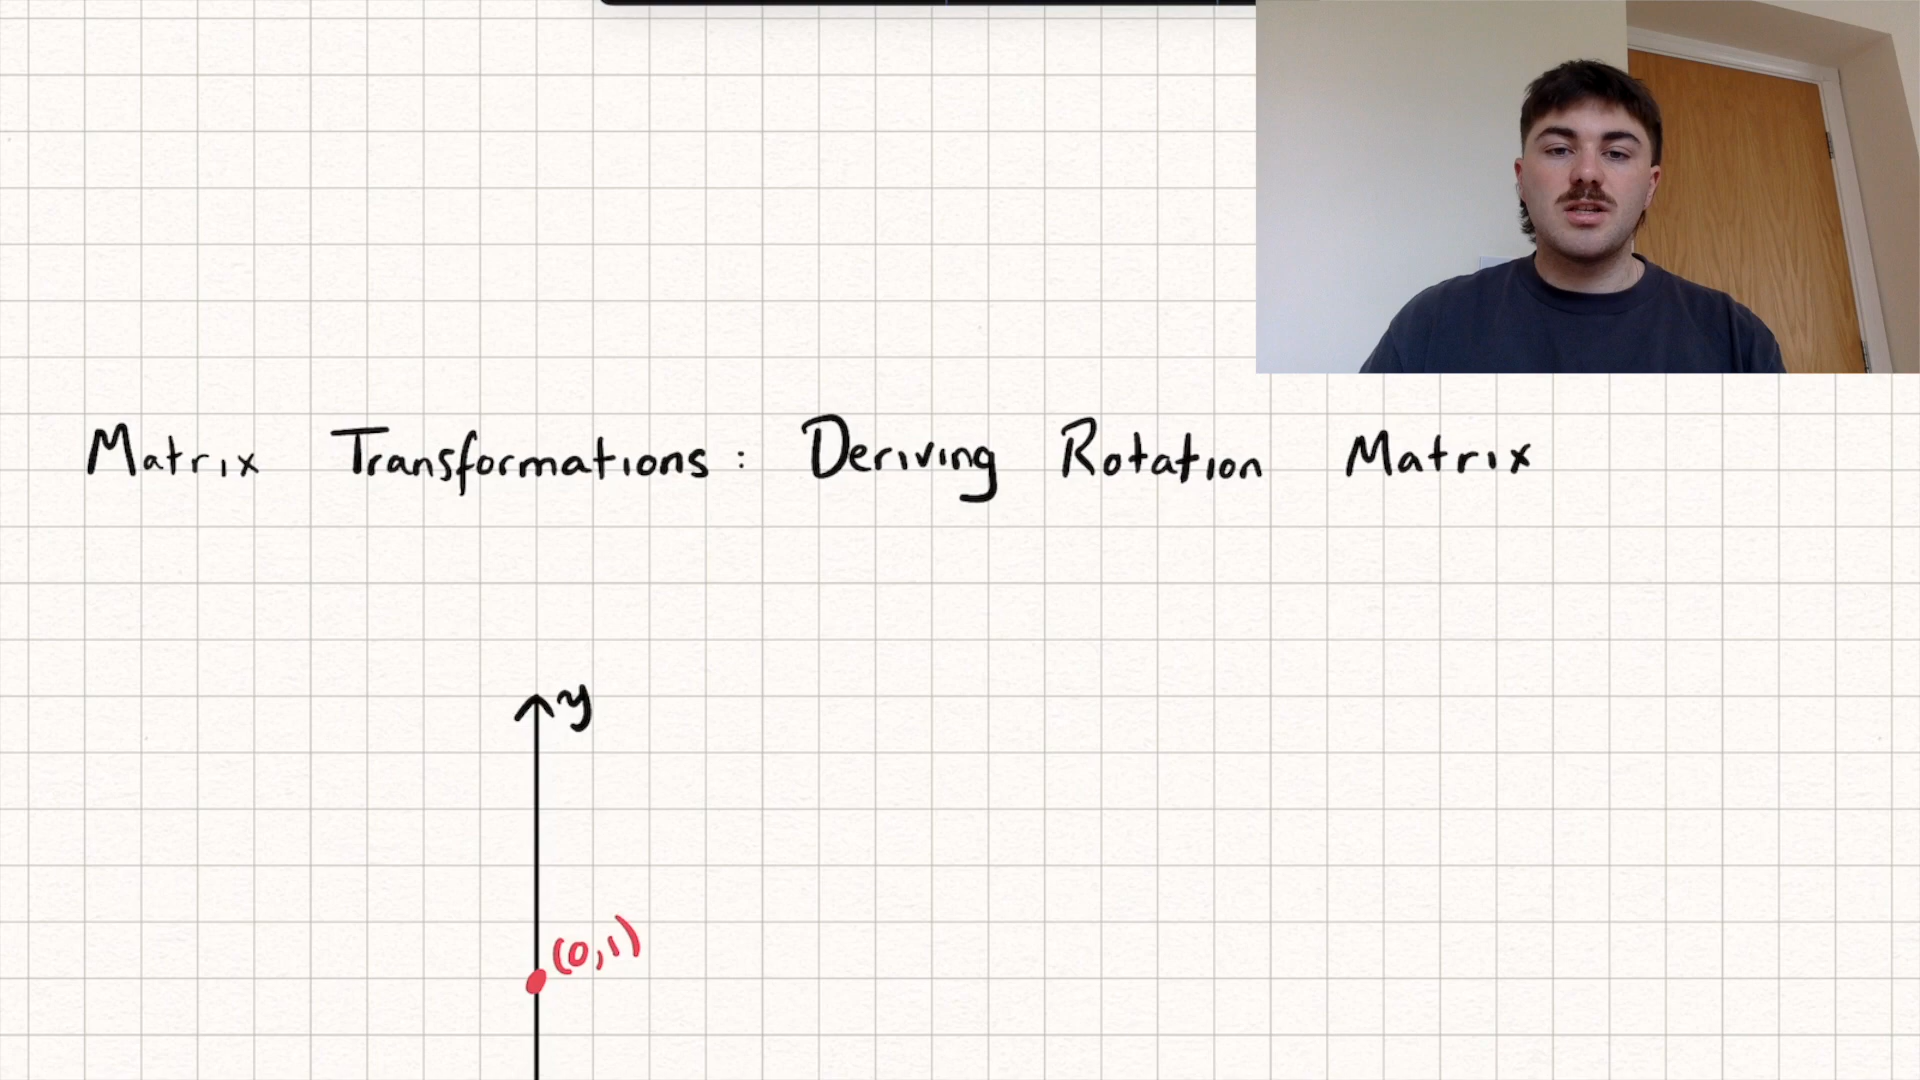 Matrix Transformations: Deriving Rotation Matrix
y
(0,1)